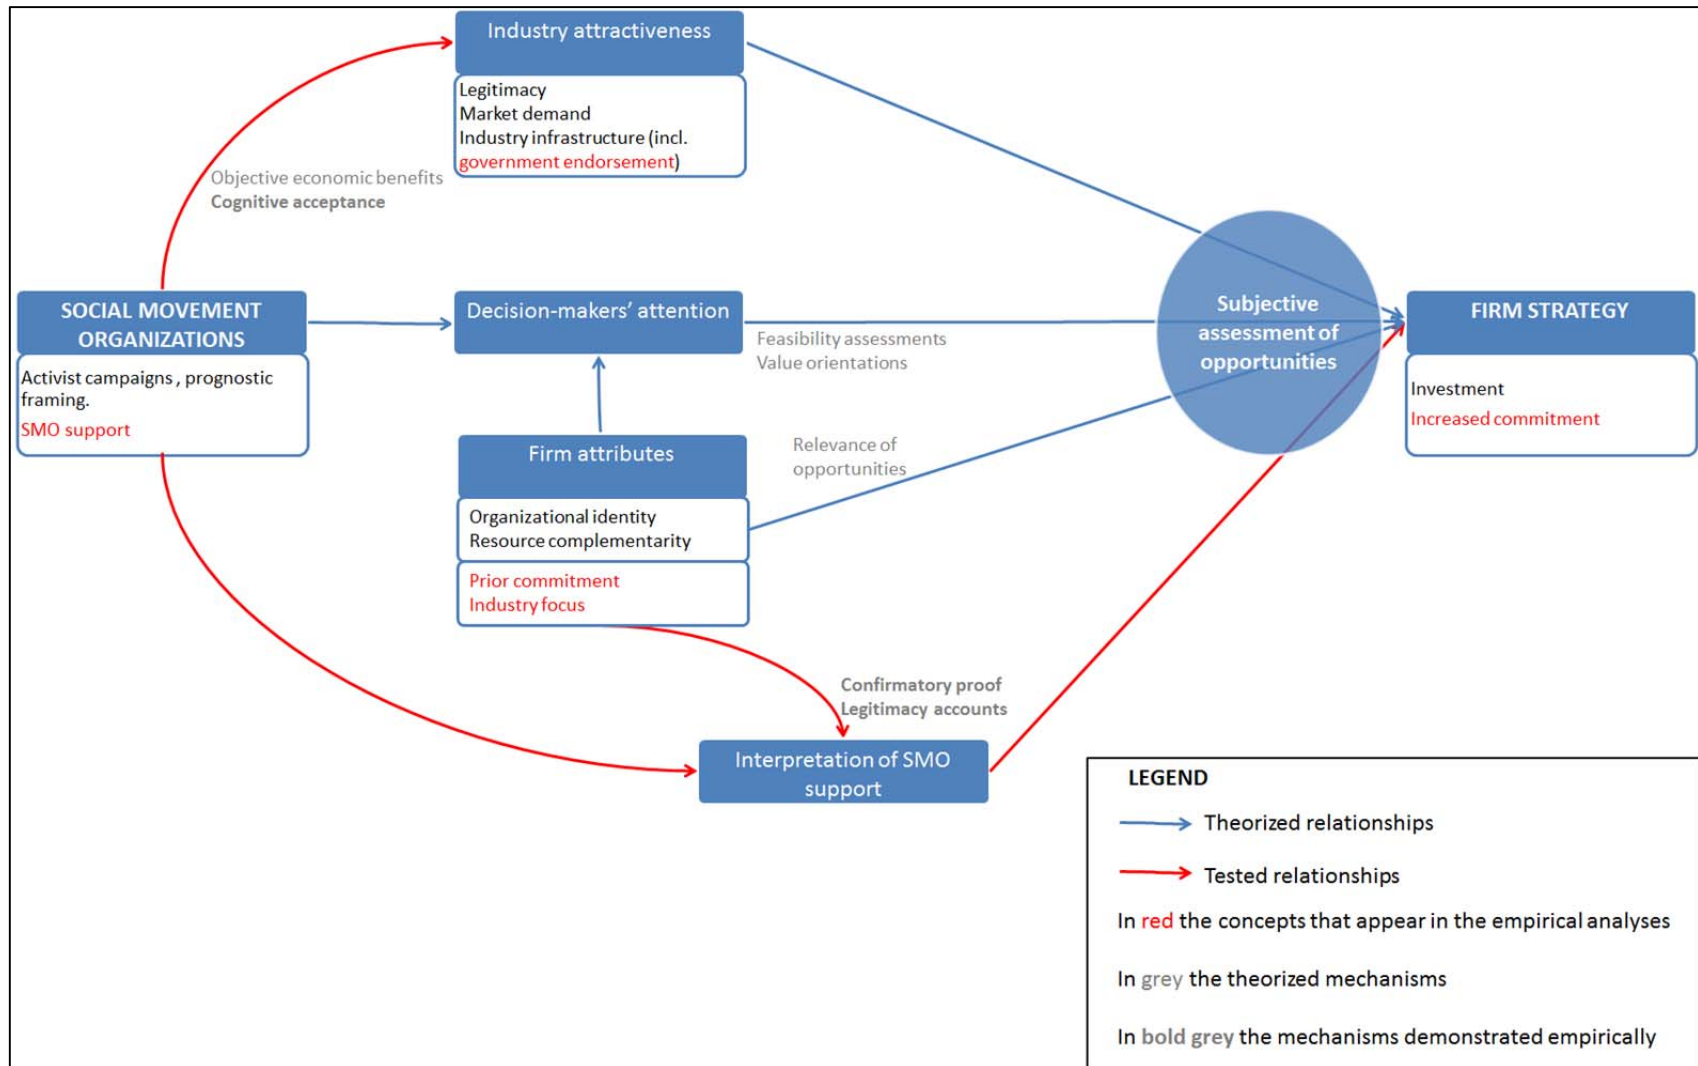 Industry attractiveness
Legitimacy
Market demand
Industry infrastructure (incl.
government endorsement)
Objective economic benefits
Cognitive acceptance
SOCIAL MOVEMENT
ORGANIZATIONS
Activist campaigns , prognostic
framing.
SMO support
Decision-makers’ attention
Feasibility assessments
Value orientations
Subjective
assessment of
opportunities
FIRM STRATEGY
Investment
Increased commitment
Firm attributes
Organizational identity
Resource complementarity
Prior commitment
Industry focus
Relevance of
opportunities
Confirmatory proof
Legitimacy accounts
Interpretation of SMO
support
LEGEND
Theorized relationships
Tested relationships
In red the concepts that appear in the empirical analyses
In grey the theorized mechanisms
In bold grey the mechanisms demonstrated empirically